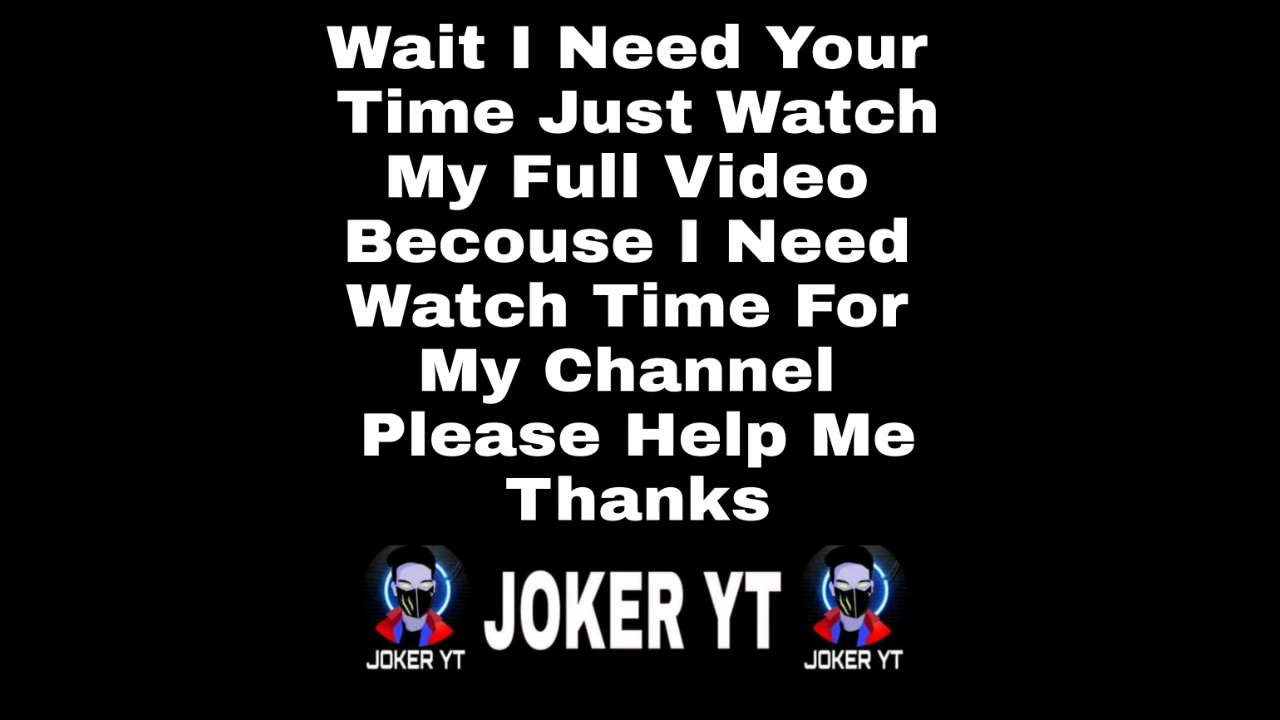 Wait I Need Your
Time Just Watch
My Full Video
Becouse I Need
Watch Time For
My Channel
Please Help Me
Thanks
JOKER YT
JOKER YT
JOKER YT